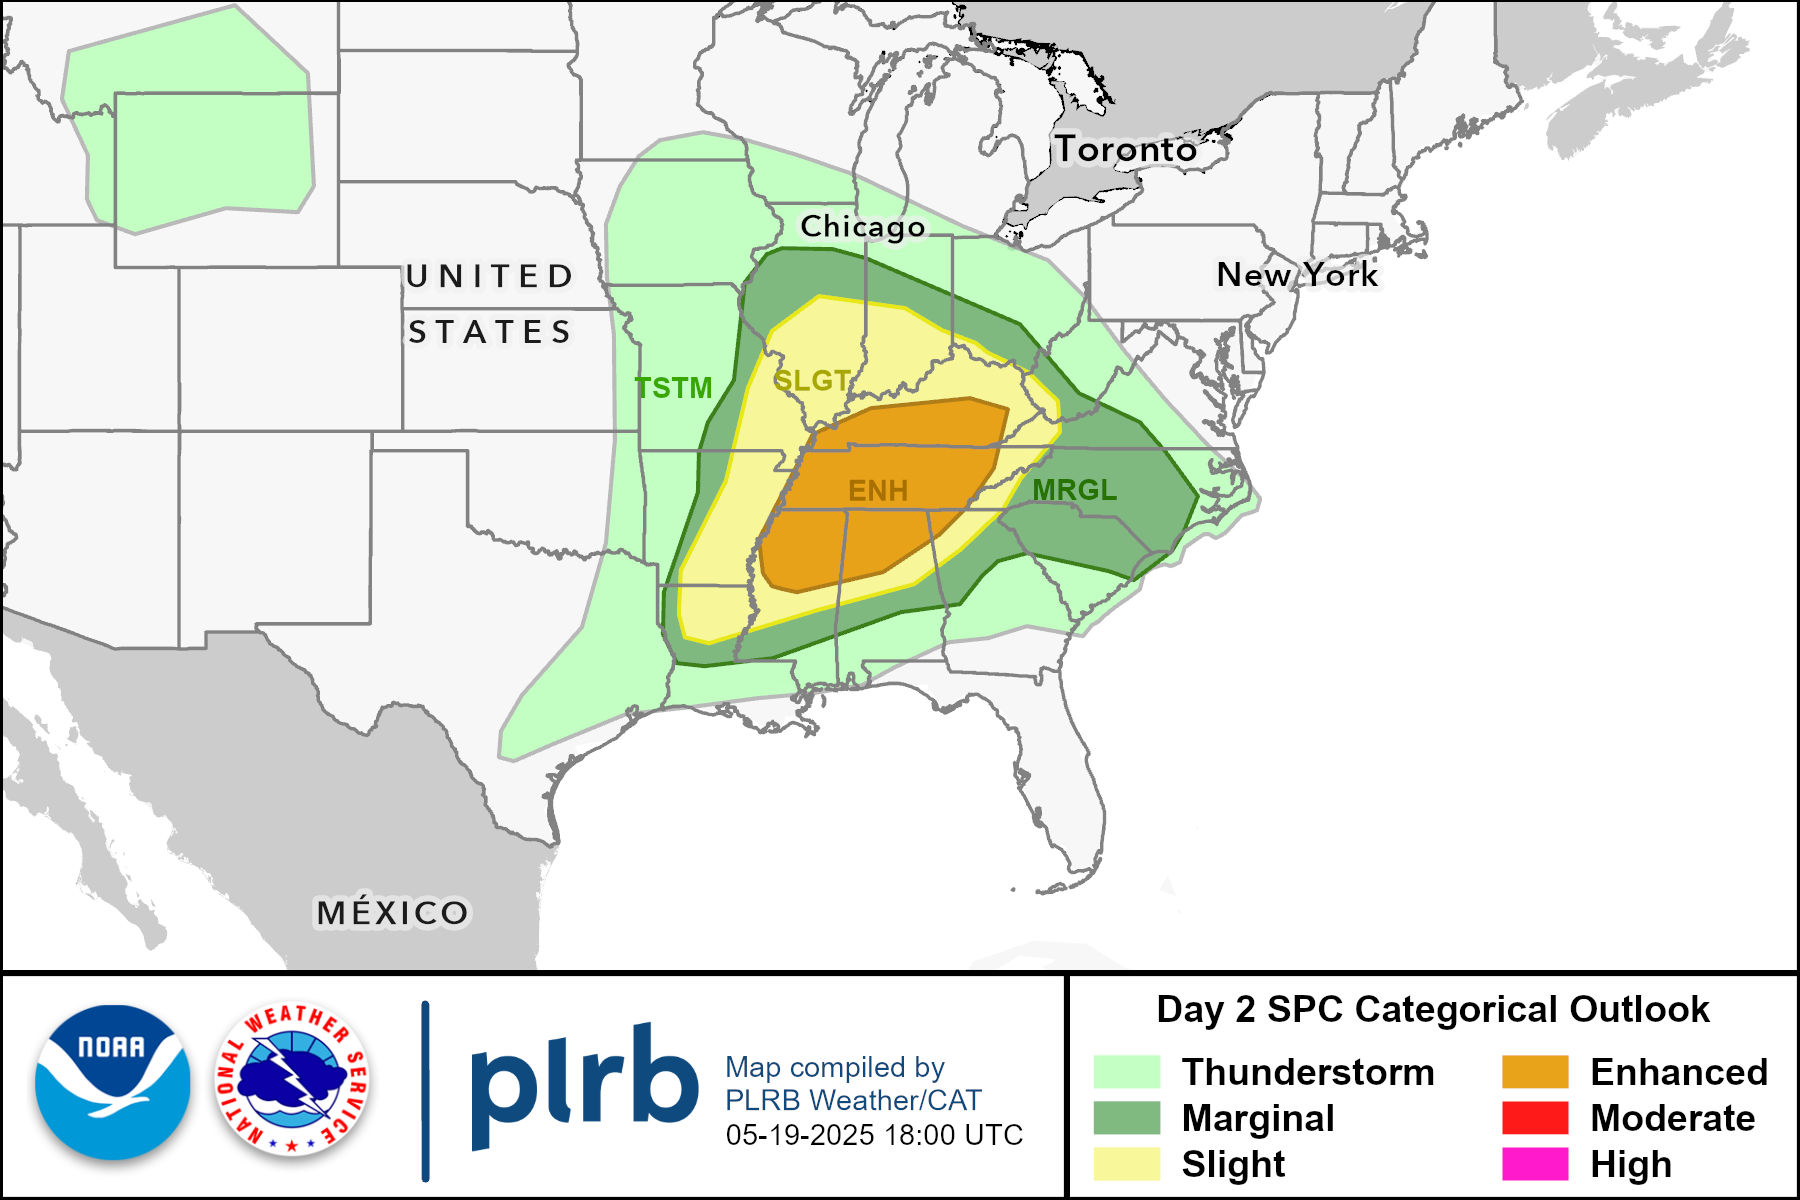 Toronto
Chicago
New York
UNITED
STATES
TSTM
SLGT
ENH
MRGL
MÉXICO
NOAA
NATIONAL WEATHER SERVICE
plrb
Map compiled by
PLRB Weather/CAT
05-19-2025 18:00 UTC
Day 2 SPC Categorical Outlook
Thunderstorm
Marginal
Slight
Enhanced
Moderate
High